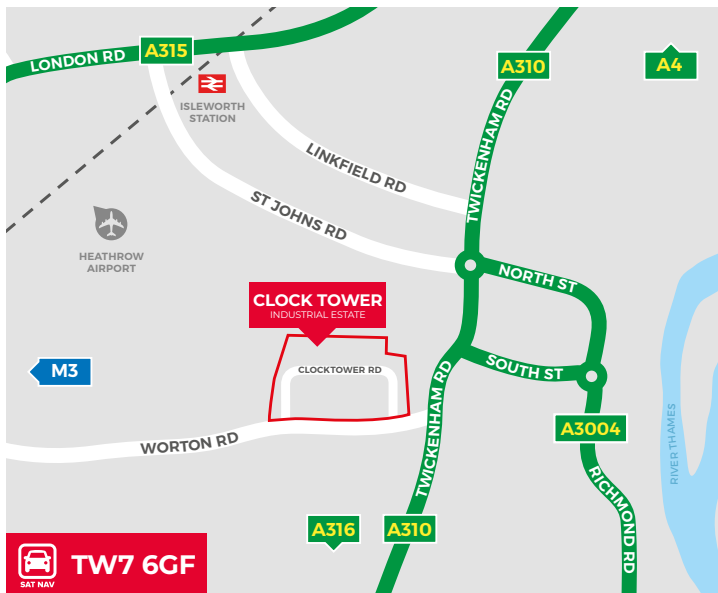 A315
LONDON RD
A310
A4
ISLEWORTH
STATION
LINKFIELD RD
TWICKENHAM RD
ST JOHNS RD
HEATHROW
AIRPORT
NORTH ST
CLOCK TOWER
INDUSTRIAL ESTATE
M3
CLOCKTOWER RD
SOUTH ST
TWICKENHAM RD
A3004
WORTON RD
RIVER THAMES
RICHMOND RD
A316
A310
SAT NAV
TW7 6GF